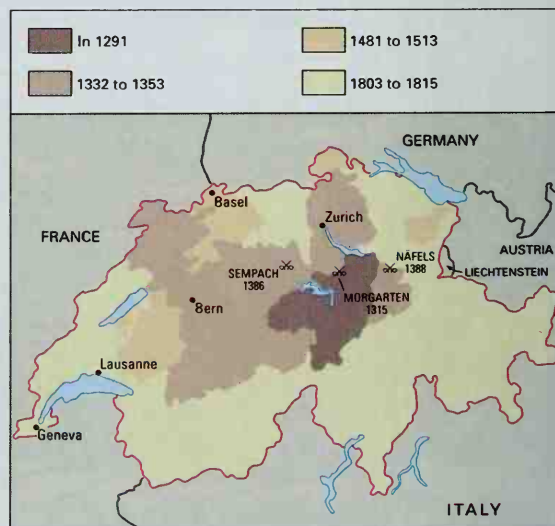 In 1291
1481 to 1513
1332 to 1353
1803 to 1815
GERMANY
Basel
Zurich
FRANCE
AUSTRIA
LIECHTENSTEIN
NÄFELS
1388
SEMPACH
1386
MORGARTEN
1315
Bern
Lausanne
Geneva
ITALY